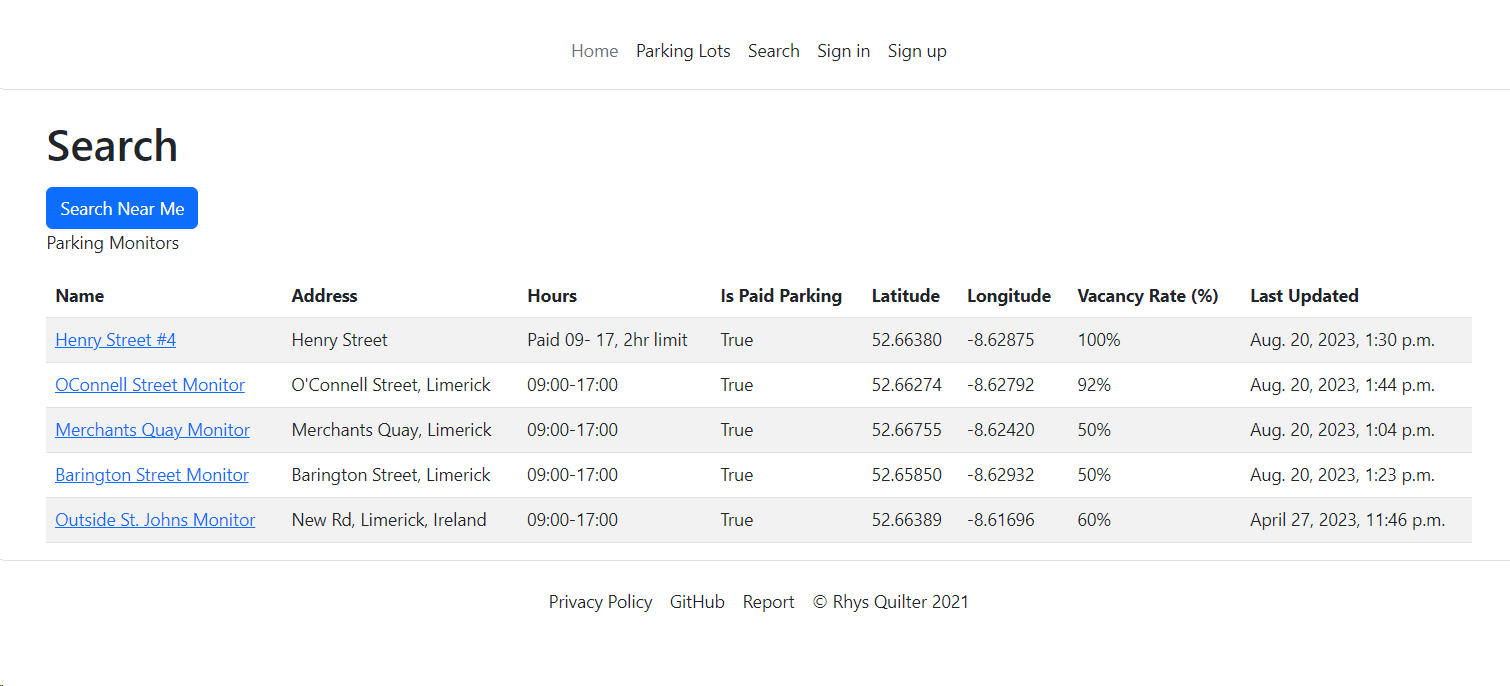 Home Parking Lots Search Sign in Sign up
Search
Search Near Me
Parking Monitors
Name Address Hours Is Paid Parking Latitude Longitude Vacancy Rate (%) Last Updated
Henry Street #4 Henry Street Paid 09- 17, 2hr limit True 52.66380 -8.62875 100% Aug. 20, 2023, 1:30 p.m.
OConnell Street Monitor O'Connell Street, Limerick 09:00-17:00 True 52.66274 -8.62792 92% Aug. 20, 2023, 1:44 p.m.
Merchants Quay Monitor Merchants Quay, Limerick 09:00-17:00 True 52.66755 -8.62420 50% Aug. 20, 2023, 1:04 p.m.
Barington Street Monitor Barington Street, Limerick 09:00-17:00 True 52.65850 -8.62932 50% Aug. 20, 2023, 1:23 p.m.
Outside St. Johns Monitor New Rd, Limerick, Ireland 09:00-17:00 True 52.66389 -8.61696 60% April 27, 2023, 11:46 p.m.
Privacy Policy GitHub Report © Rhys Quilter 2021